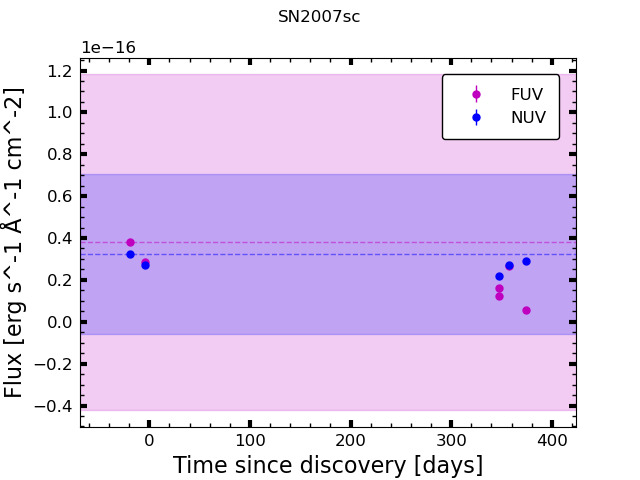 SN2007sc
1e−16
1.2
1.0
0.8
0.6
0.4
0.2
0.0
−0.2
−0.4
Flux [erg s^-1 Å^-1 cm^-2]
FUV
NUV
0 100 200 300 400
Time since discovery [days]